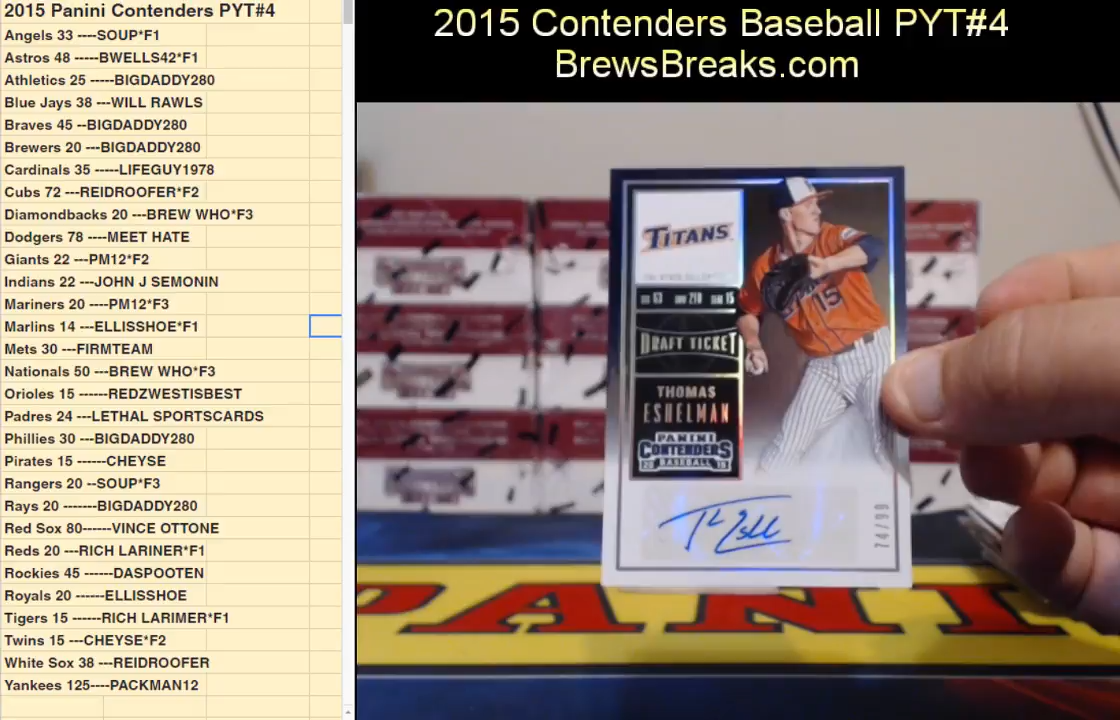 2015 Panini Contenders PYT#4
Angels 33 ----SOUP*F1
Astros 48 -----BWELLS42*F1
Athletics 25 -----BIGDADDY280
Blue Jays 38 ---WILL RAWLS
Braves 45 --BIGDADDY280
Brewers 20 ---BIGDADDY280
Cardinals 35 -----LIFEGUY1978
Cubs 72 ---REIDROOFER*F2
Diamondbacks 20 ---BREW WHO*F3
Dodgers 78 ----MEET HATE
Giants 22 ----PM12*F2
Indians 22 ---JOHN J SEMONIN
Mariners 20 ----PM12*F3
Marlins 14 ---ELLISSHOE*F1
Mets 30 ---FIRMTEAM
Nationals 50 ---BREW WHO*F3
Orioles 15 ------REDZWESTISBEST
Padres 24 ---LETHAL SPORTSCARDS
Phillies 30 ---BIGDADDY280
Pirates 15 ------CHEYSE
Rangers 20 --SOUP*F3
Rays 20 -------BIGDADDY280
Red Sox 80------VINCE OTTONE
Reds 20 ---RICH LARINER*F1
Rockies 45 ------DASPOOTEN
Royals 20 ----ELLISSHOE
Tigers 15 ------RICH LARIMER*F1
Twins 15 ---CHEYSE*F2
White Sox 38 ---REIDROOFER
Yankees 125----PACKMAN12
2015 Contenders Baseball PYT#4
BrewsBreaks.com
TITANS
DRAFT TICKET
THOMAS
ESHELMAN
PANINI
CONTENDERS
BASEBALL
15
74/99
PANINI